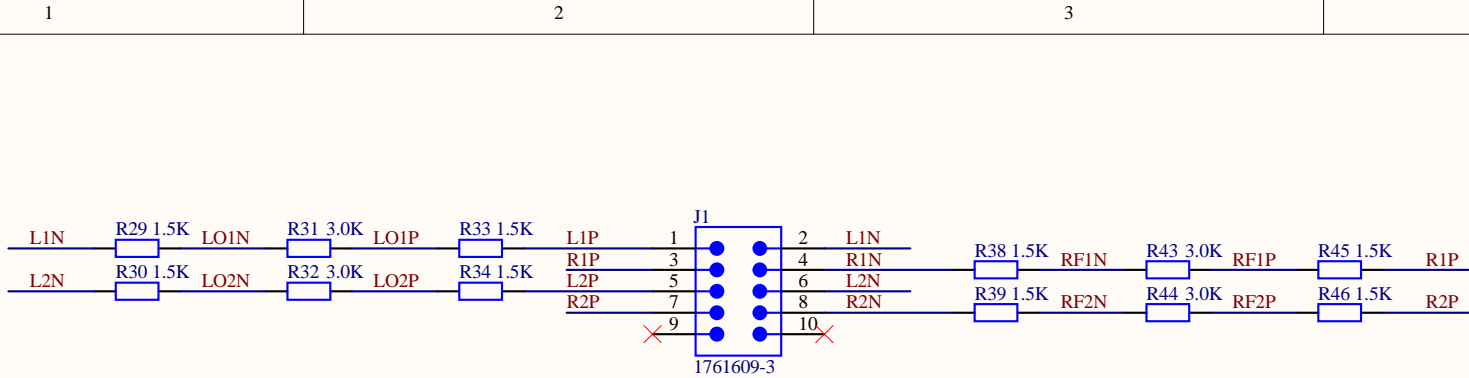 1 2 3
J1
L1N R29 1.5K LO1N R31 3.0K LO1P R33 1.5K L1P 1 2 L1N
R1P 3 4 R1N R38 1.5K RF1N R43 3.0K RF1P R45 1.5K R1P
L2N R30 1.5K LO2N R32 3.0K LO2P R34 1.5K L2P 5 6 L2N
R2P 7 8 R2N R39 1.5K RF2N R44 3.0K RF2P R46 1.5K R2P
9 10
1761609-3